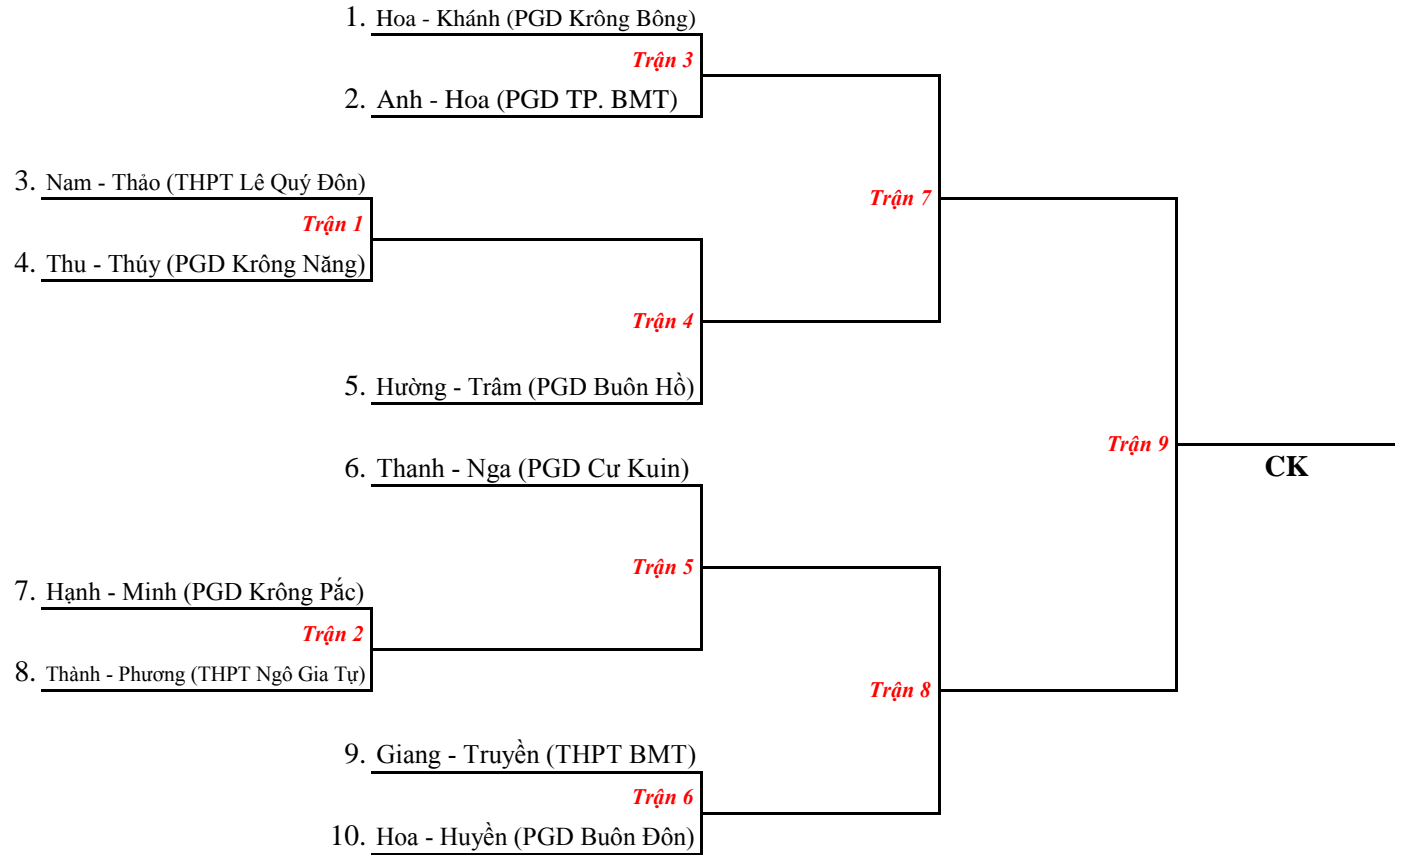 1. Hoa - Khánh (PGD Krông Bông)
Trận 3
2. Anh - Hoa (PGD TP. BMT)
3. Nam - Thảo (THPT Lê Quý Đôn)
Trận 7
Trận 1
4. Thu - Thúy (PGD Krông Năng)
Trận 4
5. Hường - Trâm (PGD Buôn Hồ)
Trận 9
CK
6. Thanh - Nga (PGD Cư Kuin)
Trận 5
7. Hạnh - Minh (PGD Krông Pắc)
Trận 2
8. Thành - Phương (THPT Ngô Gia Tự)
Trận 8
9. Giang - Truyền (THPT BMT)
Trận 6
10. Hoa - Huyền (PGD Buôn Đôn)